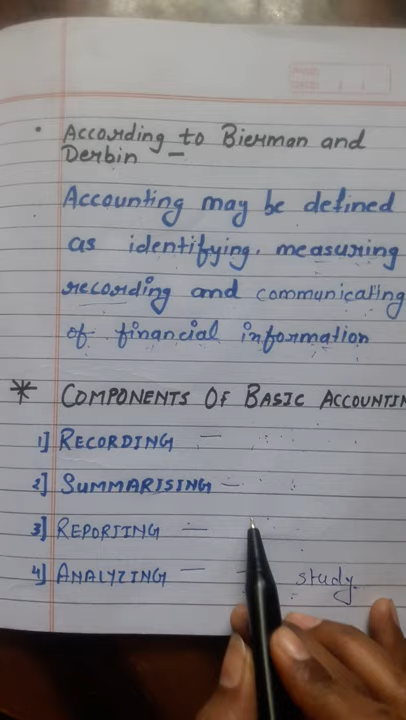 • According to Bierman and
Derbin —
Accounting may be defined
as identifying, measuring
recording and communicating
of financial information
* COMPONENTS OF BASIC ACCOUNTIN
1] RECORDING —
2] SUMMARISING —
3] REPORTING —
4] ANALYZING — — study